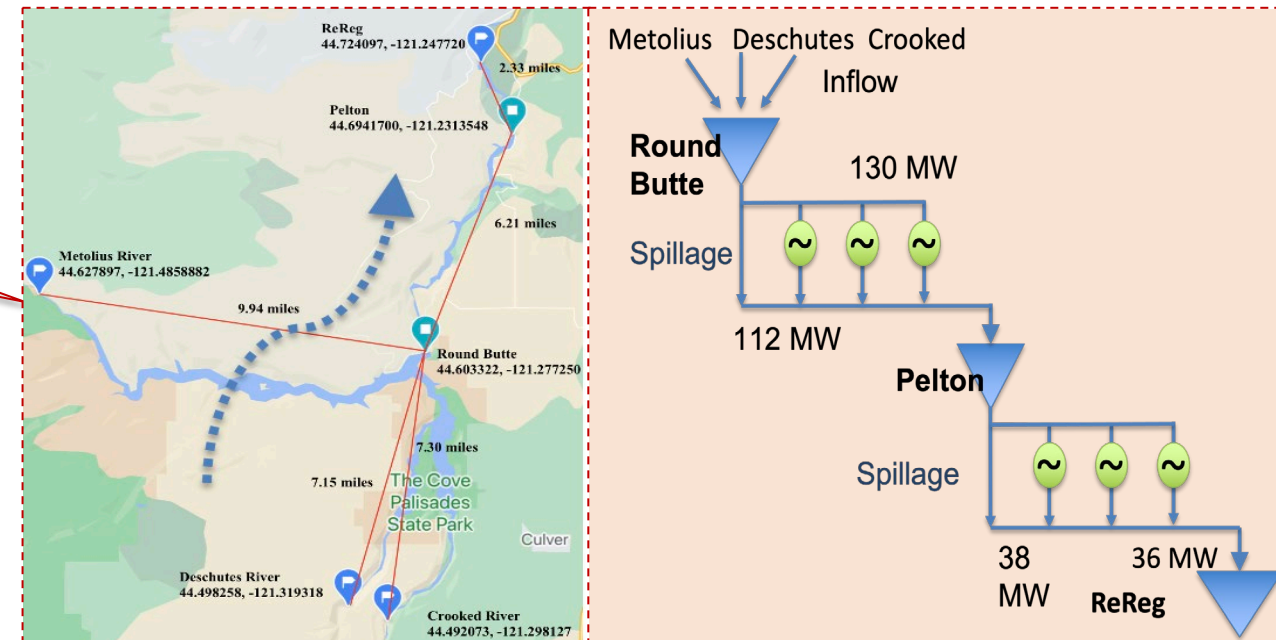 ReReg
44.724097, -121.247720
2.33 miles
Pelton
44.6941700, -121.2313548
6.21 miles
Metolius River
44.627897, -121.4858882
9.94 miles
Round Butte
44.603322, -121.277250
7.30 miles
7.15 miles
The Cove
Palisades
State Park
Culver
Deschutes River
44.498258, -121.319318
Crooked River
44.492073, -121.298127
Metolius Deschutes Crooked
Inflow
Round
Butte
130 MW
~ ~ ~
Spillage
112 MW
Pelton
~ ~ ~
Spillage
38
MW
36 MW
ReReg